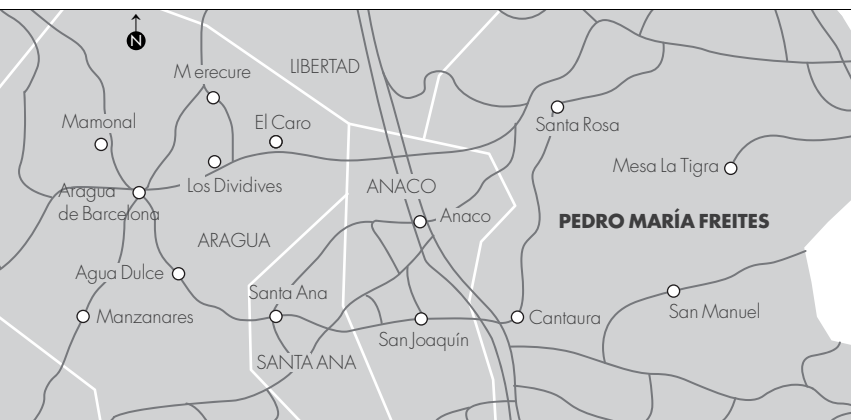 N
LIBERTAD
Merecure
Mamonal
El Caro
Santa Rosa
Mesa La Tigra
Los Dividives
ANACO
Aragua
de Barcelona
Anaco
PEDRO MARÍA FREITES
ARAGUA
Agua Dulce
Santa Ana
Manzanares
San Joaquín
Cantaura
San Manuel
SANTA ANA